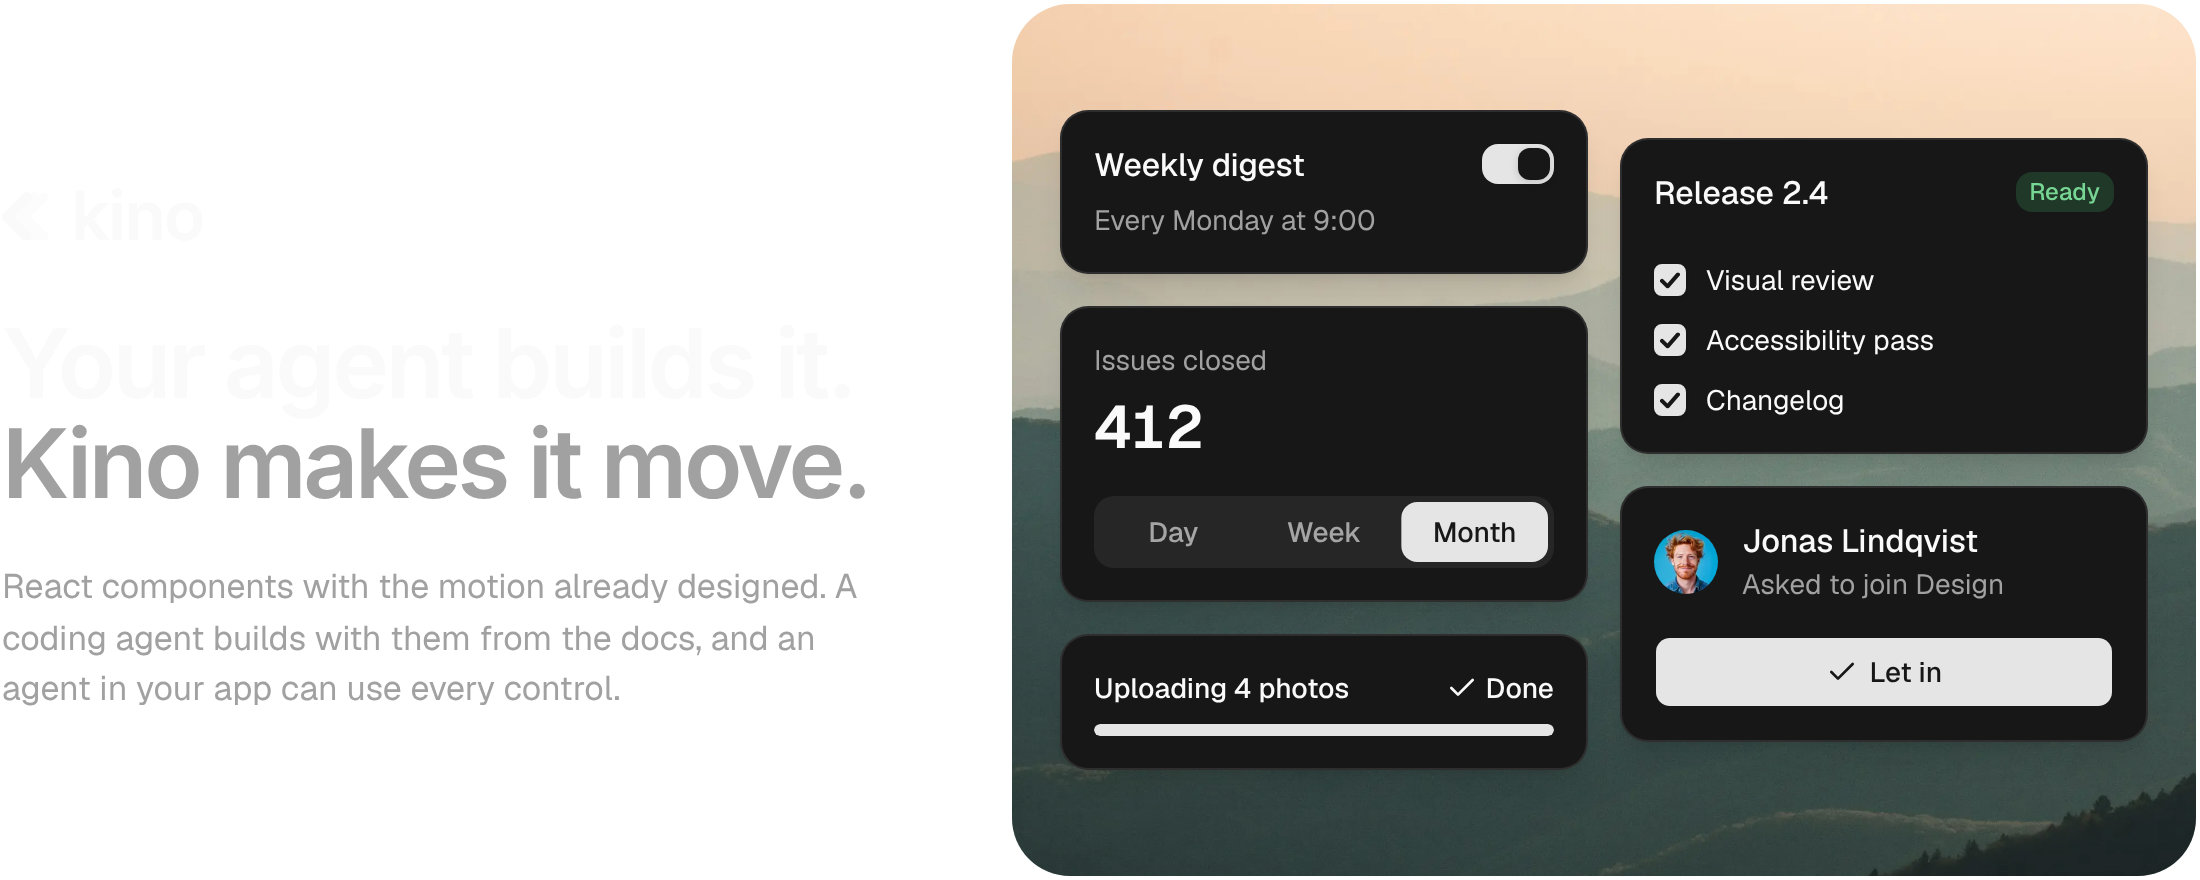 kino
Your agent builds it.
Kino makes it move.
React components with the motion already designed. A
coding agent builds with them from the docs, and an
agent in your app can use every control.
Weekly digest
Every Monday at 9:00
Issues closed
412
Day Week Month
Uploading 4 photos Done
Release 2.4 Ready
Visual review
Accessibility pass
Changelog
Jonas Lindqvist
Asked to join Design
Let in